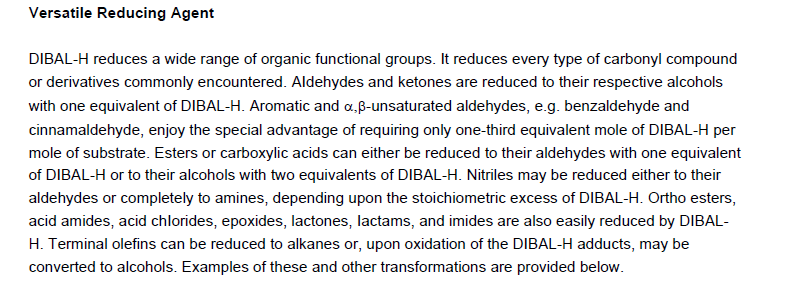 Versatile Reducing Agent
DIBAL-H reduces a wide range of organic functional groups. It reduces every type of carbonyl compound
or derivatives commonly encountered. Aldehydes and ketones are reduced to their respective alcohols
with one equivalent of DIBAL-H. Aromatic and α,β-unsaturated aldehydes, e.g. benzaldehyde and
cinnamaldehyde, enjoy the special advantage of requiring only one-third equivalent mole of DIBAL-H per
mole of substrate. Esters or carboxylic acids can either be reduced to their aldehydes with one equivalent
of DIBAL-H or to their alcohols with two equivalents of DIBAL-H. Nitriles may be reduced either to their
aldehydes or completely to amines, depending upon the stoichiometric excess of DIBAL-H. Ortho esters,
acid amides, acid chlorides, epoxides, lactones, lactams, and imides are also easily reduced by DIBAL-
H. Terminal olefins can be reduced to alkanes or, upon oxidation of the DIBAL-H adducts, may be
converted to alcohols. Examples of these and other transformations are provided below.